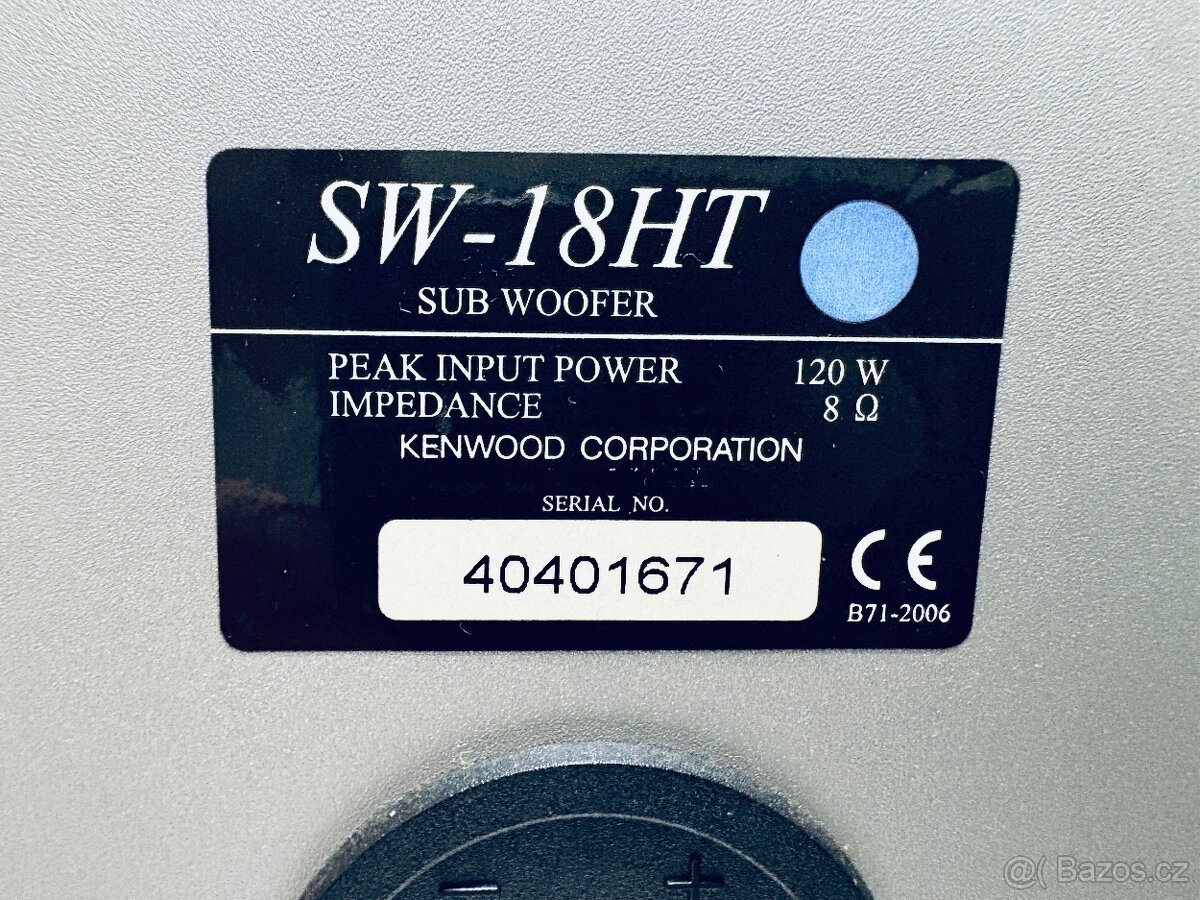 SW-18HT
SUB WOOFER
PEAK INPUT POWER 120 W
IMPEDANCE 8 Ω
KENWOOD CORPORATION
SERIAL NO.
40401671
CE
B71-2006
- +
@( Bazos.cz